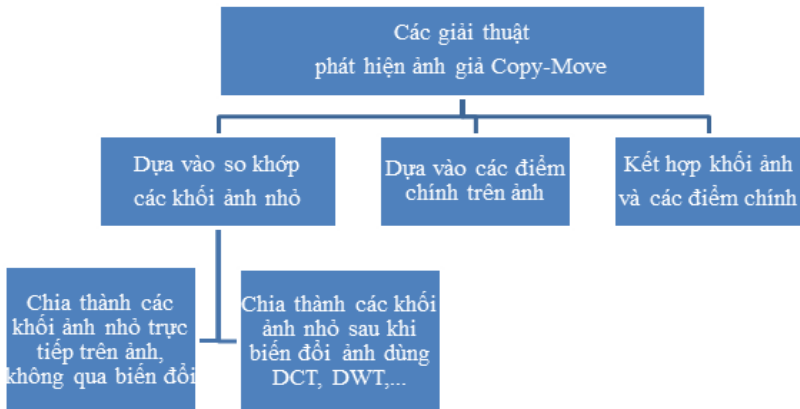 Các giải thuật
phát hiện ảnh giả Copy-Move
Dựa vào so khớp
các khối ảnh nhỏ
Dựa vào các điểm
chính trên ảnh
Kết hợp khối ảnh
và các điểm chính
Chia thành các
khối ảnh nhỏ trực
tiếp trên ảnh,
không qua biến đổi
Chia thành các khối
ảnh nhỏ sau khi
biến đổi ảnh dùng
DCT, DWT,...